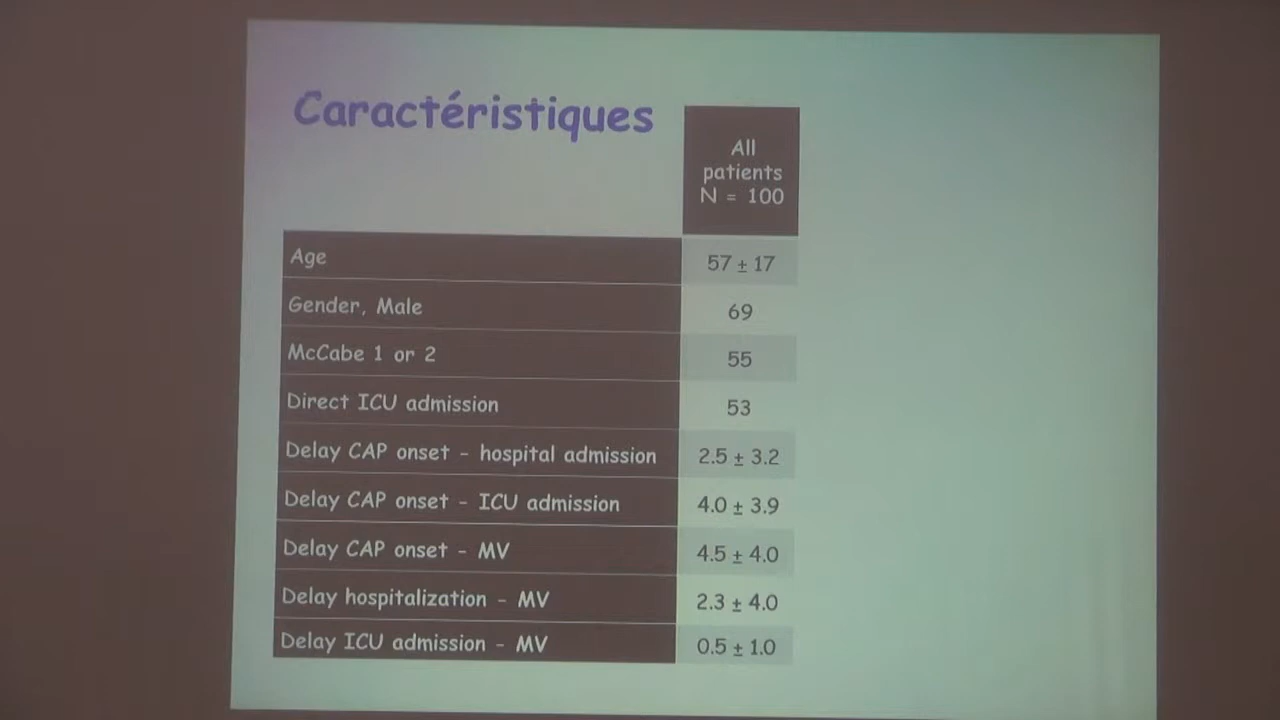 Caractéristiques
All
patients
N = 100
Age 57 ± 17
Gender, Male 69
McCabe 1 or 2 55
Direct ICU admission 53
Delay CAP onset - hospital admission 2.5 ± 3.2
Delay CAP onset - ICU admission 4.0 ± 3.9
Delay CAP onset - MV 4.5 ± 4.0
Delay hospitalization - MV 2.3 ± 4.0
Delay ICU admission - MV 0.5 ± 1.0